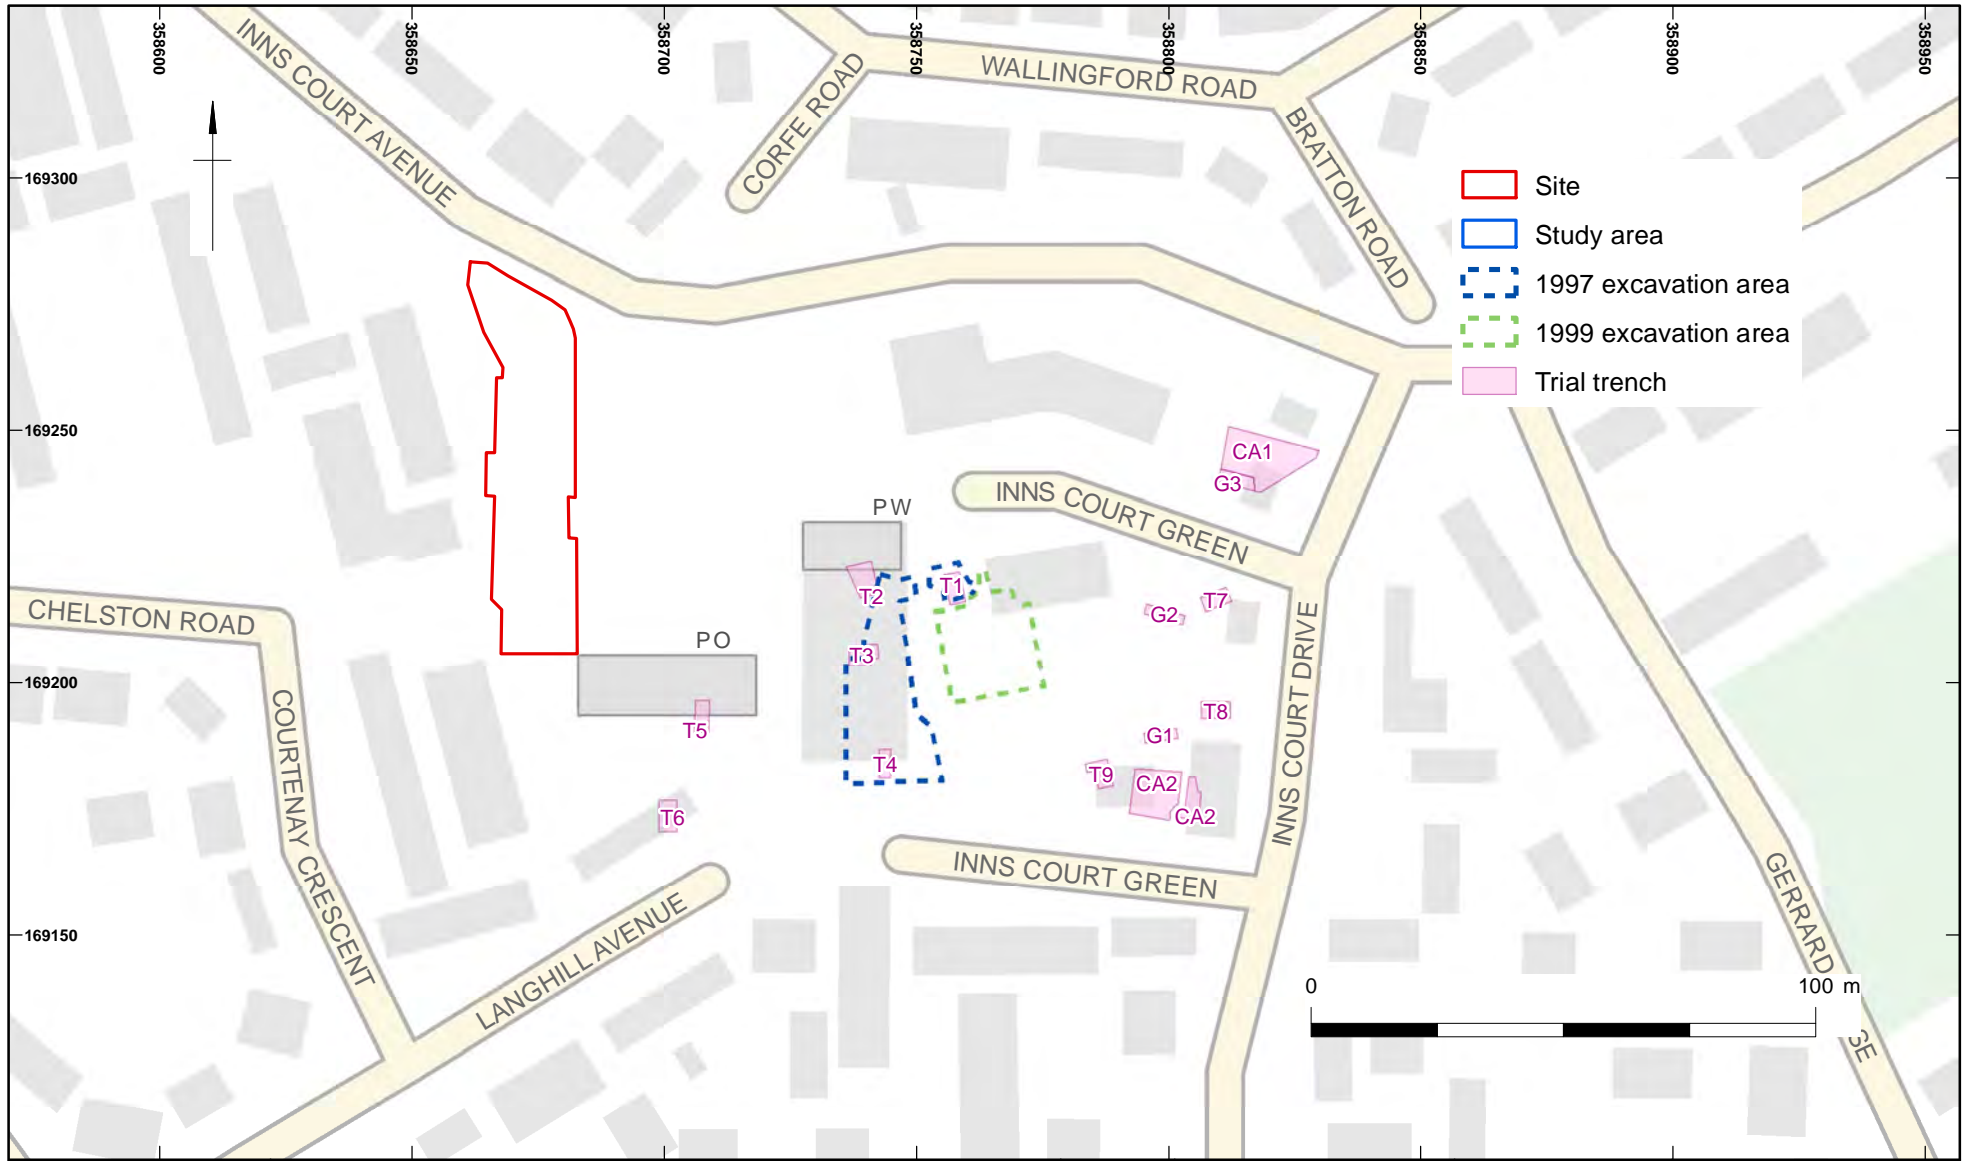 358600
358650
358700
358750
358800
358850
358900
358950
INNS COURT AVENUE
CORFE ROAD
WALLINGFORD ROAD
BRATTON ROAD
169300
Site
Study area
1997 excavation area
1999 excavation area
Trial trench
169250
CA1
G3
INNS COURT GREEN
PW
T2
T1
G2
T7
CHELSTON ROAD
PO
T3
INNS COURT DRIVE
169200
COURTENAY CRESCENT
T5
T8
G1
T4
T9
CA2
CA2
T6
INNS COURT GREEN
GERRARD
SE
169150
LANGHILL AVENUE
0
100 m